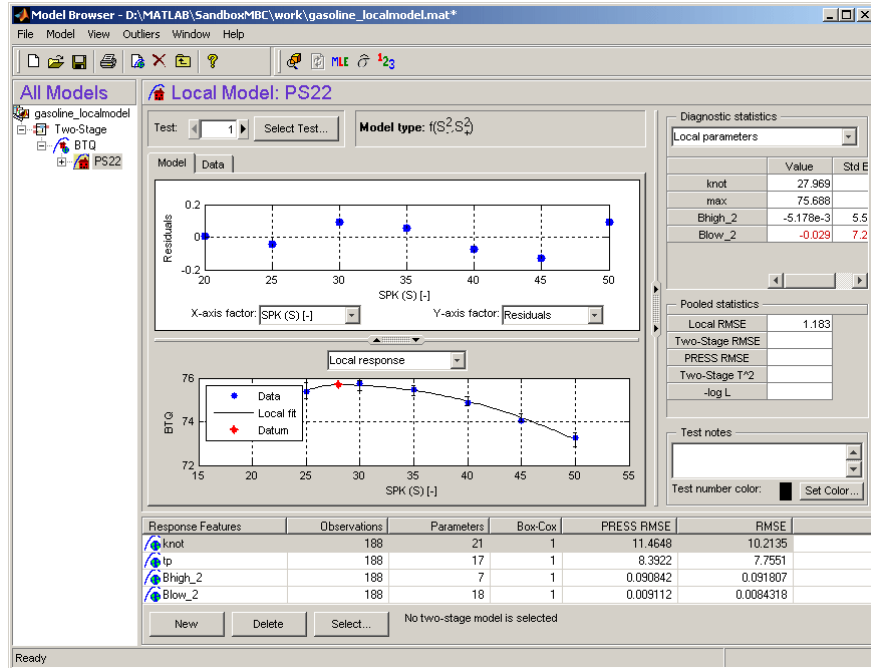 Model Browser - D:\MATLAB\SandboxMBC\work\gasoline_localmodel.mat*
File Model View Outliers Window Help
MLE
123
All Models
gasoline_localmodel
Two-Stage
BTQ
PS22
Local Model: PS22
Test: 1 Select Test...
Model type: f(S²-,S²+)
Model Data
0.2
0
-0.2
Residuals
20 25 30 35 40 45 50
SPK (S) [-]
X-axis factor: SPK (S) [-] Y-axis factor: Residuals
Local response
76
74
72
BTQ
Data
Local fit
Datum
15 20 25 30 35 40 45 50 55
SPK (S) [-]
Diagnostic statistics
Local parameters
Value Std E
knot 27.969
max 75.688
Bhigh_2 -5.178e-3 5.5
Blow_2 -0.029 7.2
Pooled statistics
Local RMSE 1.183
Two-Stage RMSE
PRESS RMSE
Two-Stage T^2
-log L
Test notes
Test number color: Set Color...
Response Features Observations Parameters Box-Cox PRESS RMSE RMSE
knot 188 21 1 11.4648 10.2135
tp 188 17 1 8.3922 7.7551
Bhigh_2 188 7 1 0.090842 0.091807
Blow_2 188 18 1 0.009112 0.0084318
New Delete Select... No two-stage model is selected
Ready